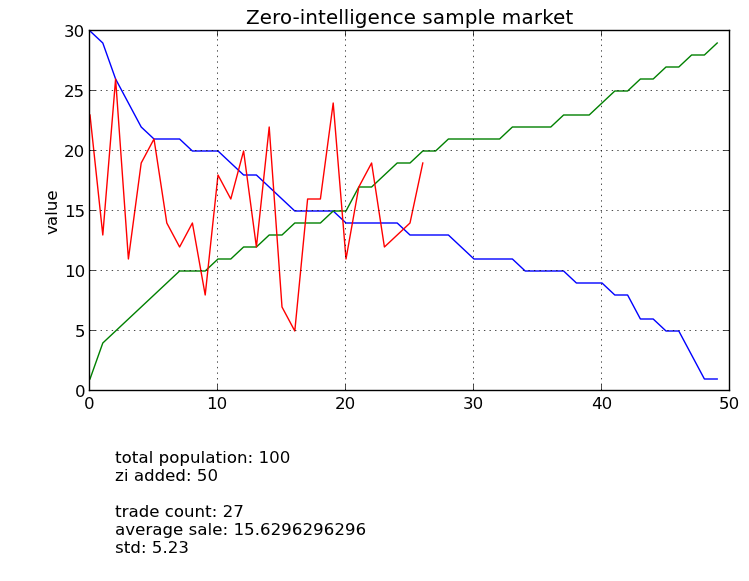 Zero-intelligence sample market
30
25
20
15
10
5
0
value
0 10 20 30 40 50
total population: 100
zi added: 50
trade count: 27
average sale: 15.6296296296
std: 5.23